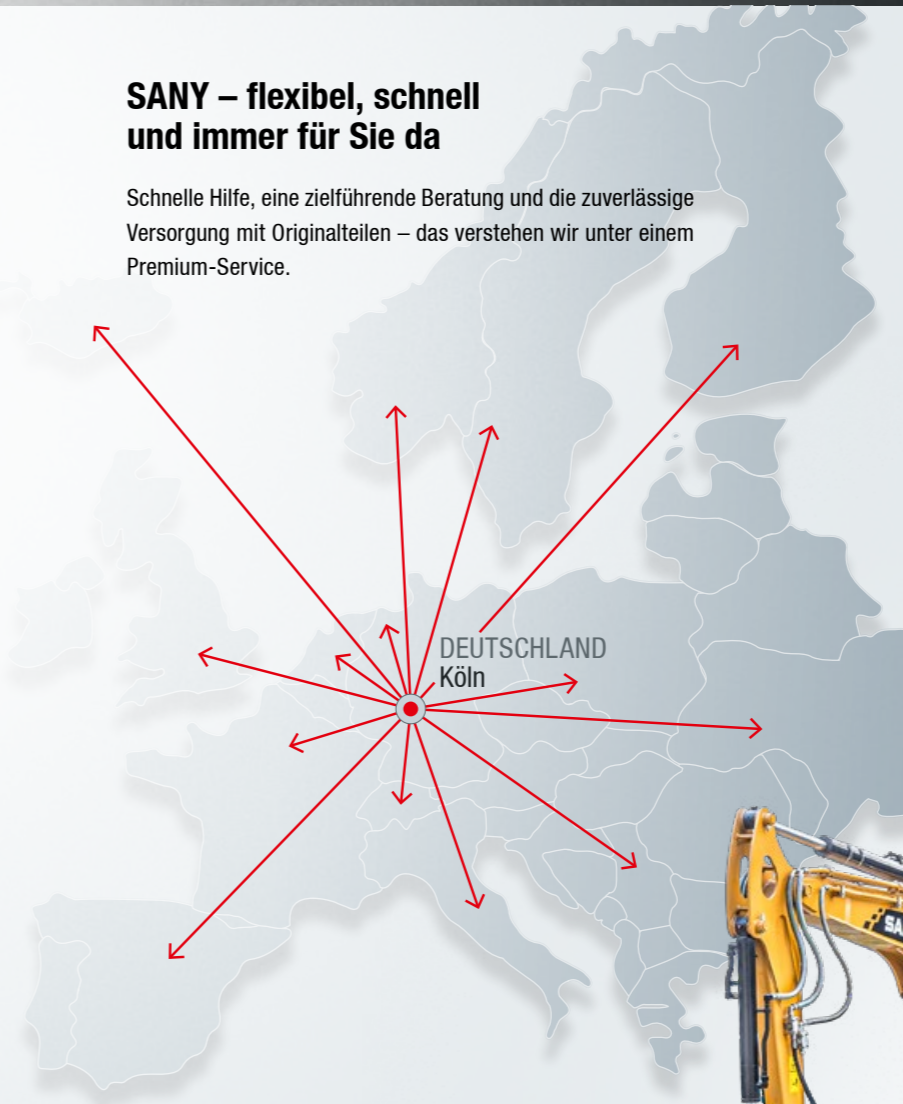 SANY – flexibel, schnell
und immer für Sie da
Schnelle Hilfe, eine zielführende Beratung und die zuverlässige
Versorgung mit Originalteilen – das verstehen wir unter einem
Premium-Service.
DEUTSCHLAND
Köln
SA